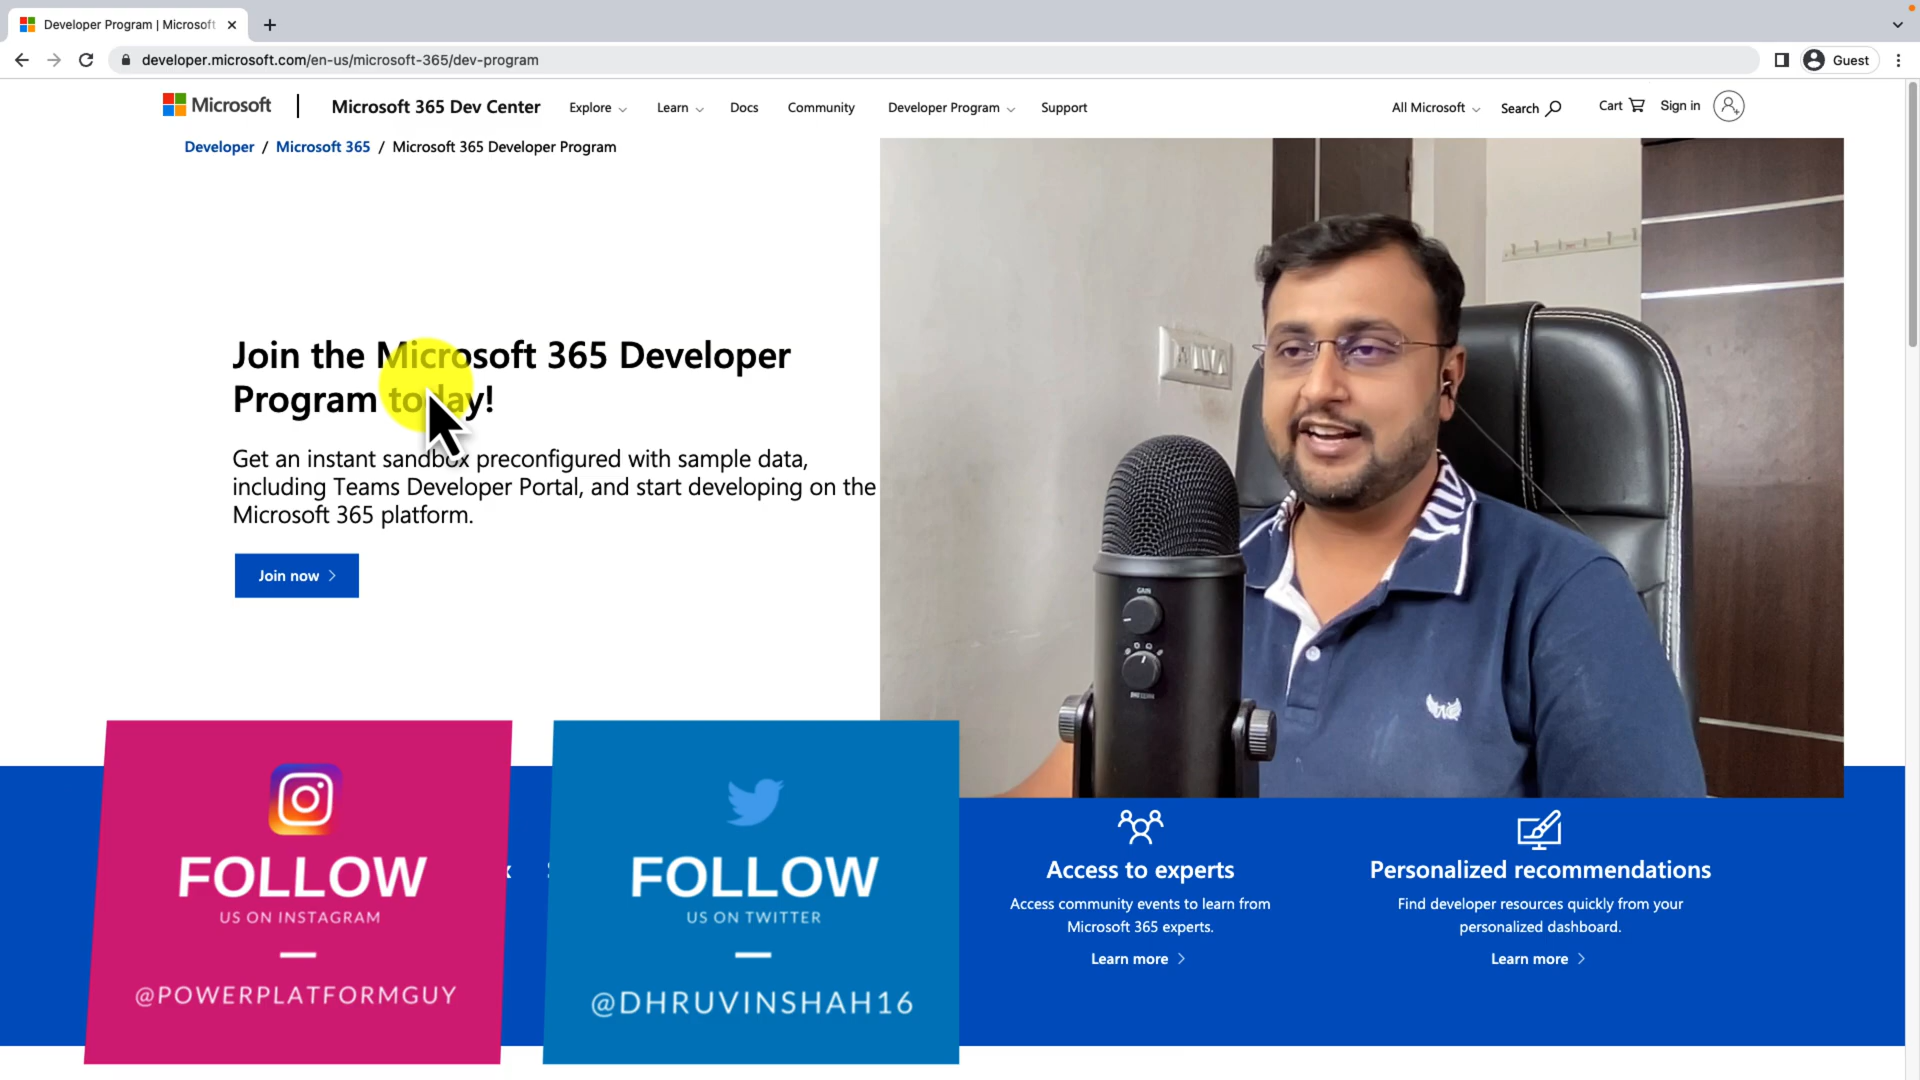 Developer Program | Microsoft
developer.microsoft.com/en-us/microsoft-365/dev-program
Guest
Microsoft
Microsoft 365 Dev Center
Explore
Learn
Docs
Community
Developer Program
Support
All Microsoft
Search
Cart
Sign in
Developer / Microsoft 365 / Microsoft 365 Developer Program
Join the Microsoft 365 Developer
Program today!
Get an instant sandbox preconfigured with sample data,
including Teams Developer Portal, and start developing on the
Microsoft 365 platform.
Join now
GAIN
FOLLOW
US ON INSTAGRAM
@POWERPLATFORMGUY
FOLLOW
US ON TWITTER
@DHRUVINSHAH16
Access to experts
Access community events to learn from
Microsoft 365 experts.
Learn more
Personalized recommendations
Find developer resources quickly from your
personalized dashboard.
Learn more